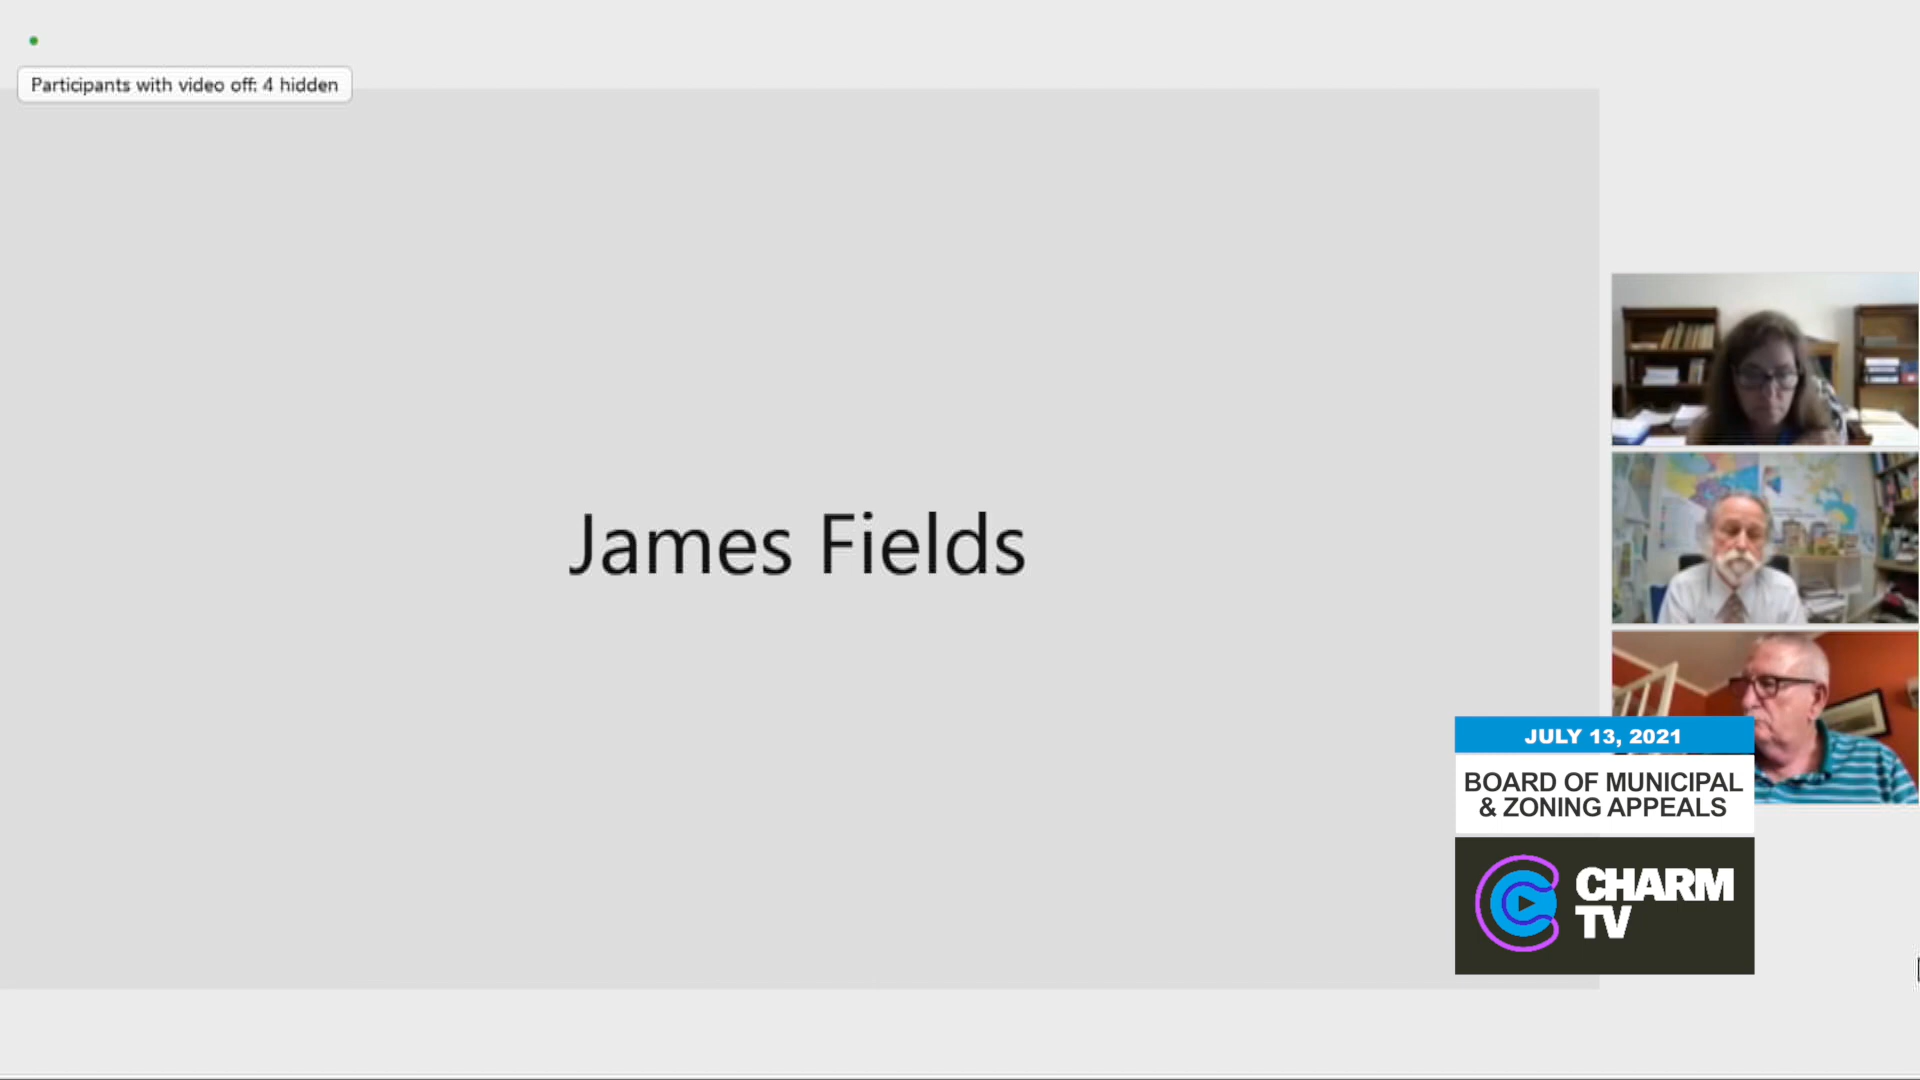 Participants with video off: 4 hidden
James Fields
JULY 13, 2021
BOARD OF MUNICIPAL
& ZONING APPEALS
CHARM
TV